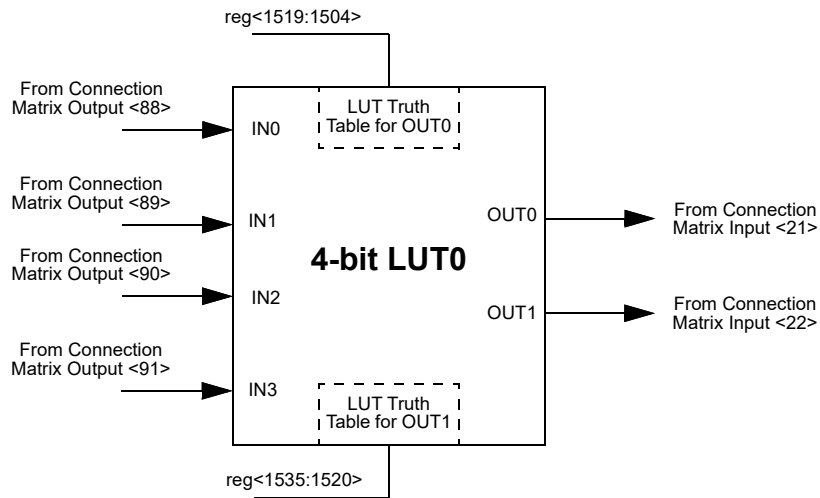 reg<1519:1504>
From Connection
Matrix Output <88>
IN0
LUT Truth
Table for OUT0
From Connection
Matrix Output <89>
IN1
OUT0
From Connection
Matrix Input <21>
4-bit LUT0
From Connection
Matrix Output <90>
IN2
OUT1
From Connection
Matrix Input <22>
From Connection
Matrix Output <91>
IN3
LUT Truth
Table for OUT1
reg<1535:1520>